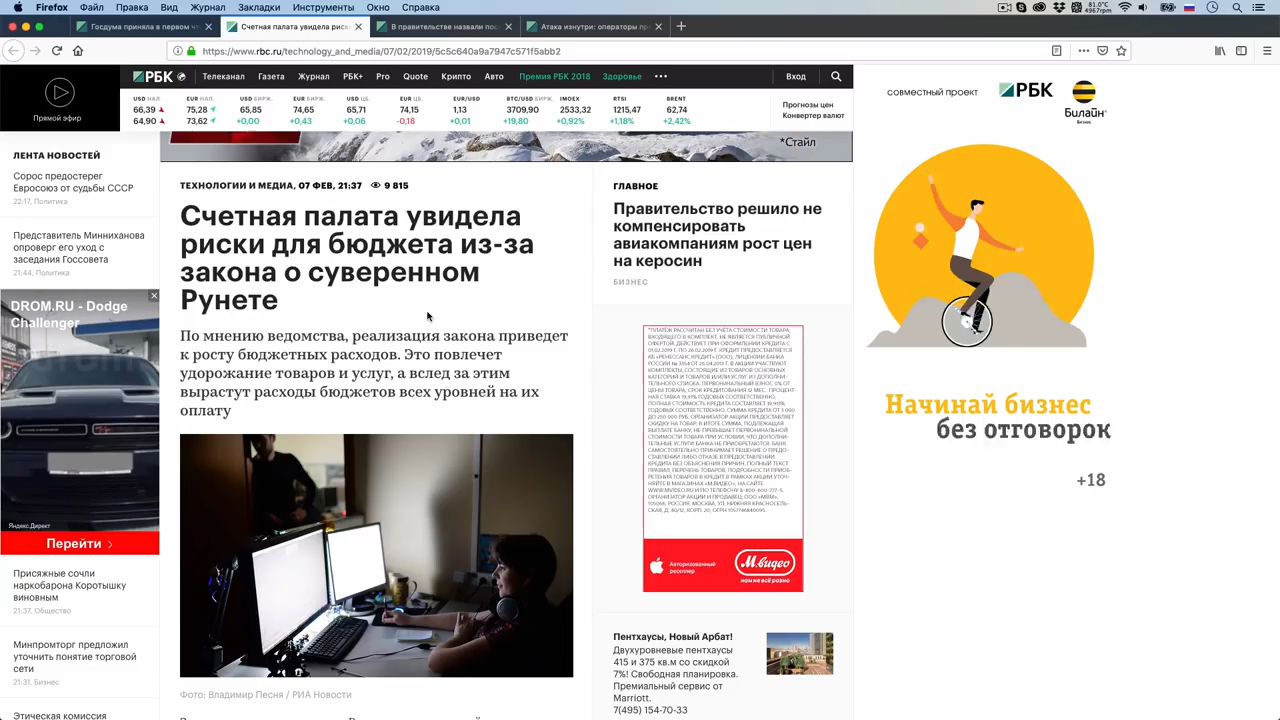 Firefox Файл Правка Вид Журнал Закладки Инструменты Окно Справка
81.0°C
4957rpm
Госдума приняла в первом
Счетная палата увидела риски
В правительстве назвали
Атака изнутри: операторы
https://www.rbc.ru/technology_and_media/07/02/2019/5c5c640a9a7947c571f5abb2
Прямой эфир
РБК Телеканал Газета Журнал РБК+ Pro Quote Крипто Авто Премия РБК 2018 Здоровье ••• Вход
USD НАЛ. EUR НАЛ. USD БИРЖ. EUR БИРЖ. USD ЦБ. EUR ЦБ. EUR/USD BTC/USD БИРЖ. IMOEX RTSI BRENT
66,39 75,28 65,85 74,65 65,71 74,15 1,13 3709,90 2533,32 1215,47 62,74
64,90 73,62 +0,00 +0,43 +0,06 -0,18 +0,01 +19,80 +0,92% +1,18% +2,42%
Прогнозы цен
Конвертер валют
*Стайл
ЛЕНТА НОВОСТЕЙ
Сорос предостерег
Евросоюз от судьбы СССР
22:17, Политика
Представитель Минниханова
опроверг его уход с
заседания Госсовета
21:44, Политика
DROM.RU - Dodge
Challenger
Яндекс.Директ
Перейти
Присяжные сочли
наркобарона Коротышку
виновным
21:37, Общество
Минпромторг предложил
уточнить понятие торговой
сети
21:31, Бизнес
Этическая комиссия
ТЕХНОЛОГИИ И МЕДИА, 07 ФЕВ, 21:37 9 815
Счетная палата увидела
риски для бюджета из-за
закона о суверенном
Рунете
По мнению ведомства, реализация закона приведет
к росту бюджетных расходов. Это повлечет
удорожание товаров и услуг, а вслед за этим
вырастут расходы бюджетов всех уровней на их
оплату
Фото: Владимир Песня / РИА Новости
ГЛАВНОЕ
Правительство решило не
компенсировать
авиакомпаниям рост цен
на керосин
БИЗНЕС
Авторизованный
реселлер
М.видео
нам не всё равно
Пентхаусы, Новый Арбат!
Двухуровневые пентхаусы
415 и 375 кв.м со скидкой
7%! Свободная планировка.
Премиальный сервис от
Marriott.
7(495) 154-70-33
совместный проект РБК Билайн
Бизнес
Начинай бизнес
без отговорок
+18